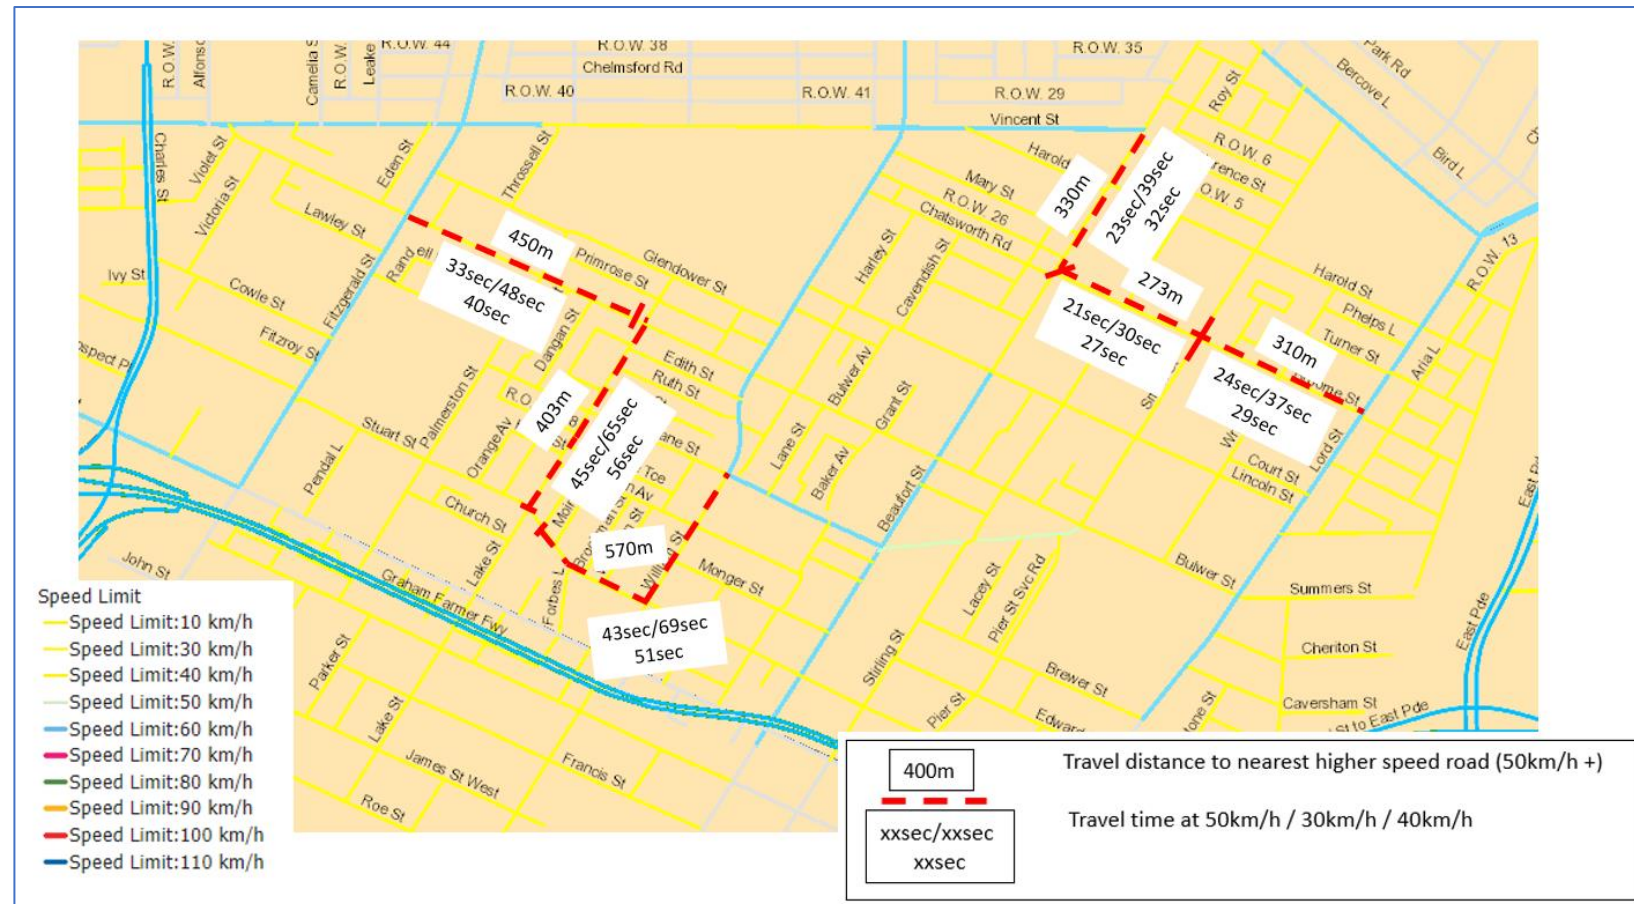 R.O.W. 44
R.O.W. 38
R.O.W. 35
Chelmsford Rd
Park Rd
Bercove L
R.O.W.
Camelia S
R.O.W.
Leake
R.O.W. 40
R.O.W. 41
R.O.W. 29
Roy St
Vincent St
Charles St
Violet St
Eden St
Throssell St
Harold
R.O.W. 6
Bird L
330m
23sec/39sec
32sec
Victoria St
Mary St
R.O.W. 26
Chatsworth Rd
Lawley St
450m
Primrose St
Glendower St
Harley St
Cavendish St
R.O.W. 13
Ivy St
Cowle St
Fitzgerald St
33sec/48sec
40sec
273m
Harold St
Phelps L
Turner St
Fitzroy St
Dangan St
Edith St
Ruth St
Bulwer Av
21sec/30sec
27sec
310m
Aria L
Palmerston St
403m
45sec/65sec
56sec
Grant St
24sec/37sec
29sec
Stuart St
Orange Av
Lane St
Baker Av
Court St
Lincoln St
Lord St
Pendal L
Church St
Beaufort St
John St
Lake St
570m
Monger St
Bulwer St
Graham Farmer Fwy
Forbes L
Lacey St
Pier St Svc Rd
Summers St
East Pde
43sec/69sec
51sec
Stirling St
Cheriton St
Parker St
Brewer St
Caversham St
St to East Pde
Lake St
Pier St
Edward
James St West
Francis St
Roe St
Speed Limit
Speed Limit:10 km/h
Speed Limit:30 km/h
Speed Limit:40 km/h
Speed Limit:50 km/h
Speed Limit:60 km/h
Speed Limit:70 km/h
Speed Limit:80 km/h
Speed Limit:90 km/h
Speed Limit:100 km/h
Speed Limit:110 km/h
400m
Travel distance to nearest higher speed road (50km/h +)
xxsec/xxsec
xxsec
Travel time at 50km/h / 30km/h / 40km/h